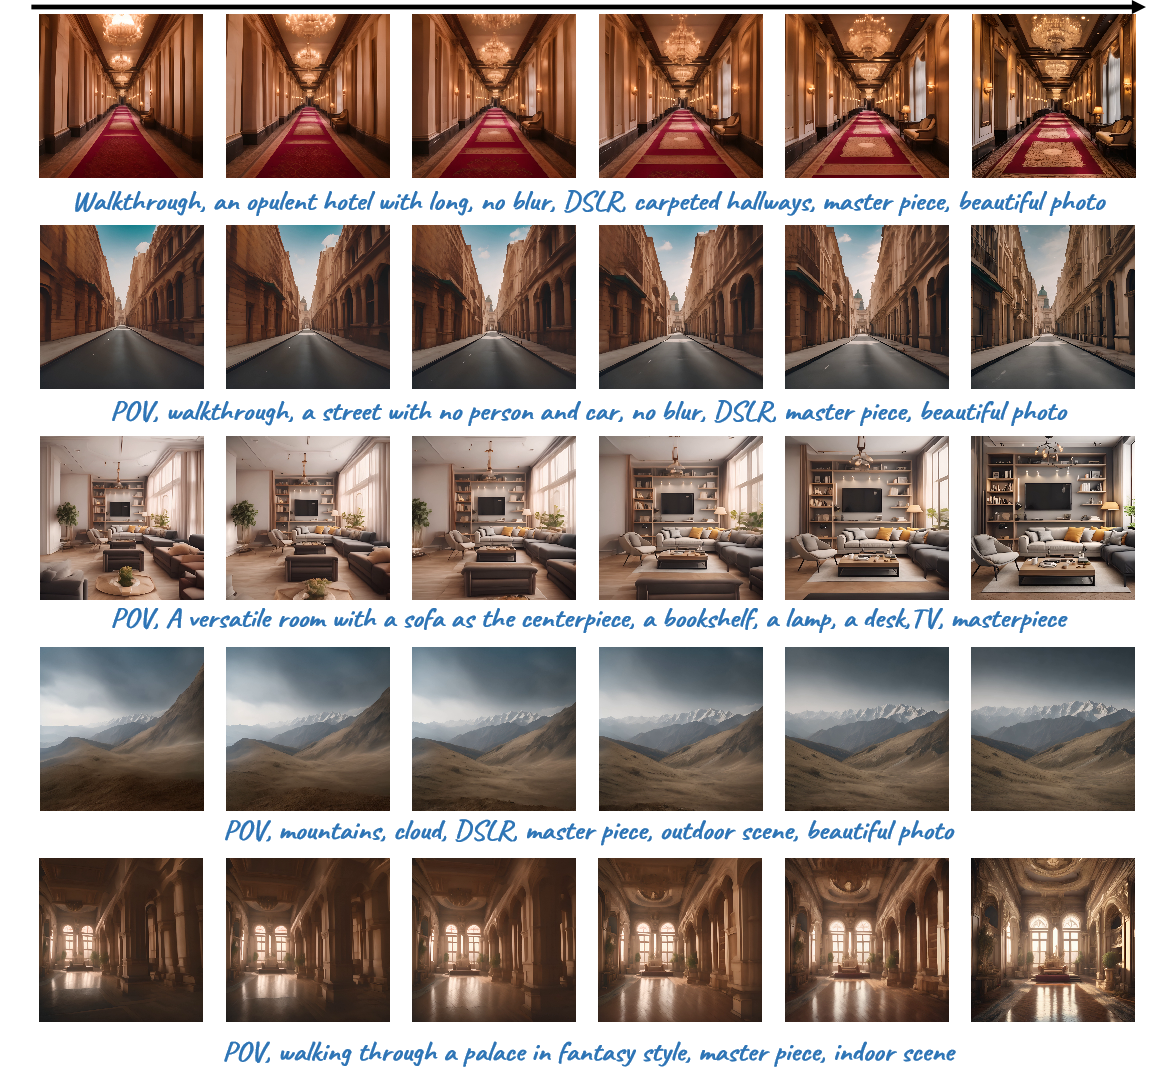 Walkthrough, an opulent hotel with long, no blur, DSLR, carpeted hallways, master piece, beautiful photo
POV, walkthrough, a street with no person and car, no blur, DSLR, master piece, beautiful photo
POV, A versatile room with a sofa as the centerpiece, a bookshelf, a lamp, a desk,TV, masterpiece
POV, mountains, cloud, DSLR, master piece, outdoor scene, beautiful photo
POV, walking through a palace in fantasy style, master piece, indoor scene